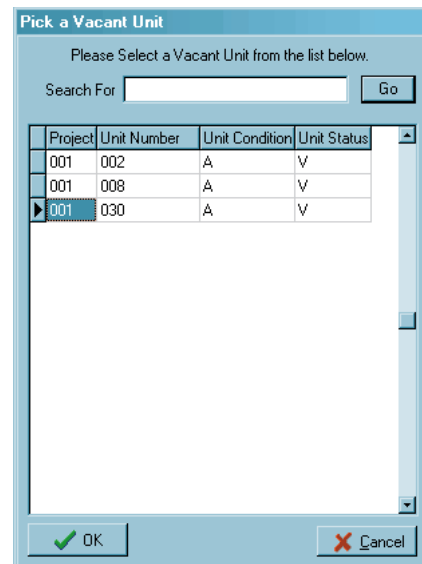 Pick a Vacant Unit
Please Select a Vacant Unit from the list below.
Search For Go
Project Unit Number Unit Condition Unit Status
001 002 A V
001 008 A V
001 030 A V
OK Cancel